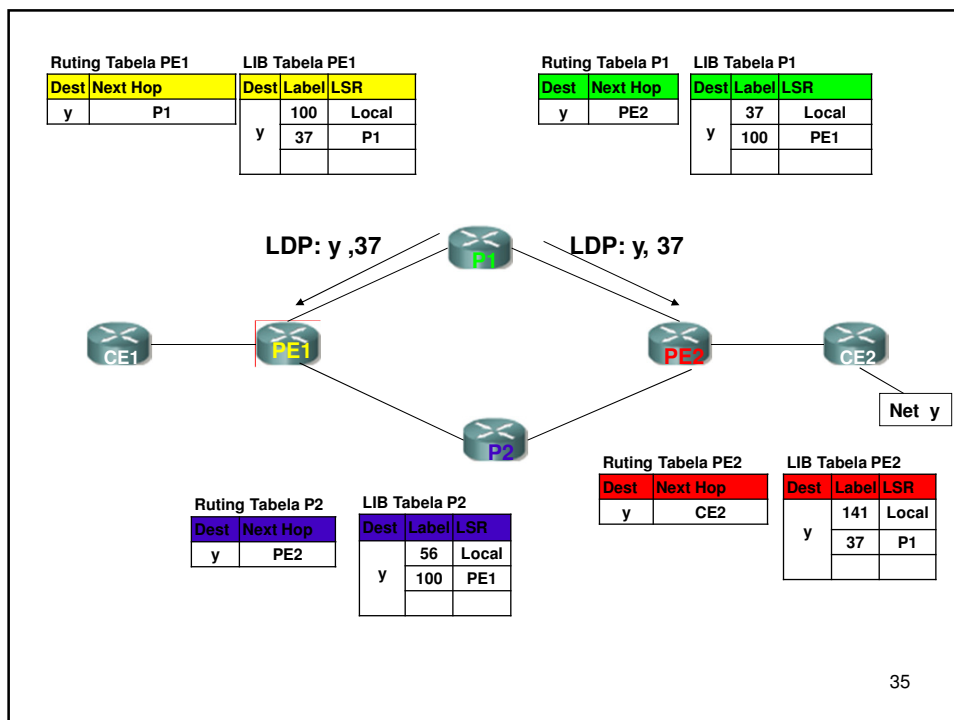 Ruting Tabela PE1
Dest Next Hop
y P1
LIB Tabela PE1
Dest Label LSR
y
100 Local
37 P1
Ruting Tabela P1
Dest Next Hop
y PE2
LIB Tabela P1
Dest Label LSR
y
37 Local
100 PE1
LDP: y ,37
P1
LDP: y, 37
CE1
PE1
PE2
CE2
Net y
P2
Ruting Tabela P2
Dest Next Hop
y PE2
LIB Tabela P2
Dest Label LSR
y
56 Local
100 PE1
Ruting Tabela PE2
Dest Next Hop
y CE2
LIB Tabela PE2
Dest Label LSR
y
141 Local
37 P1
35